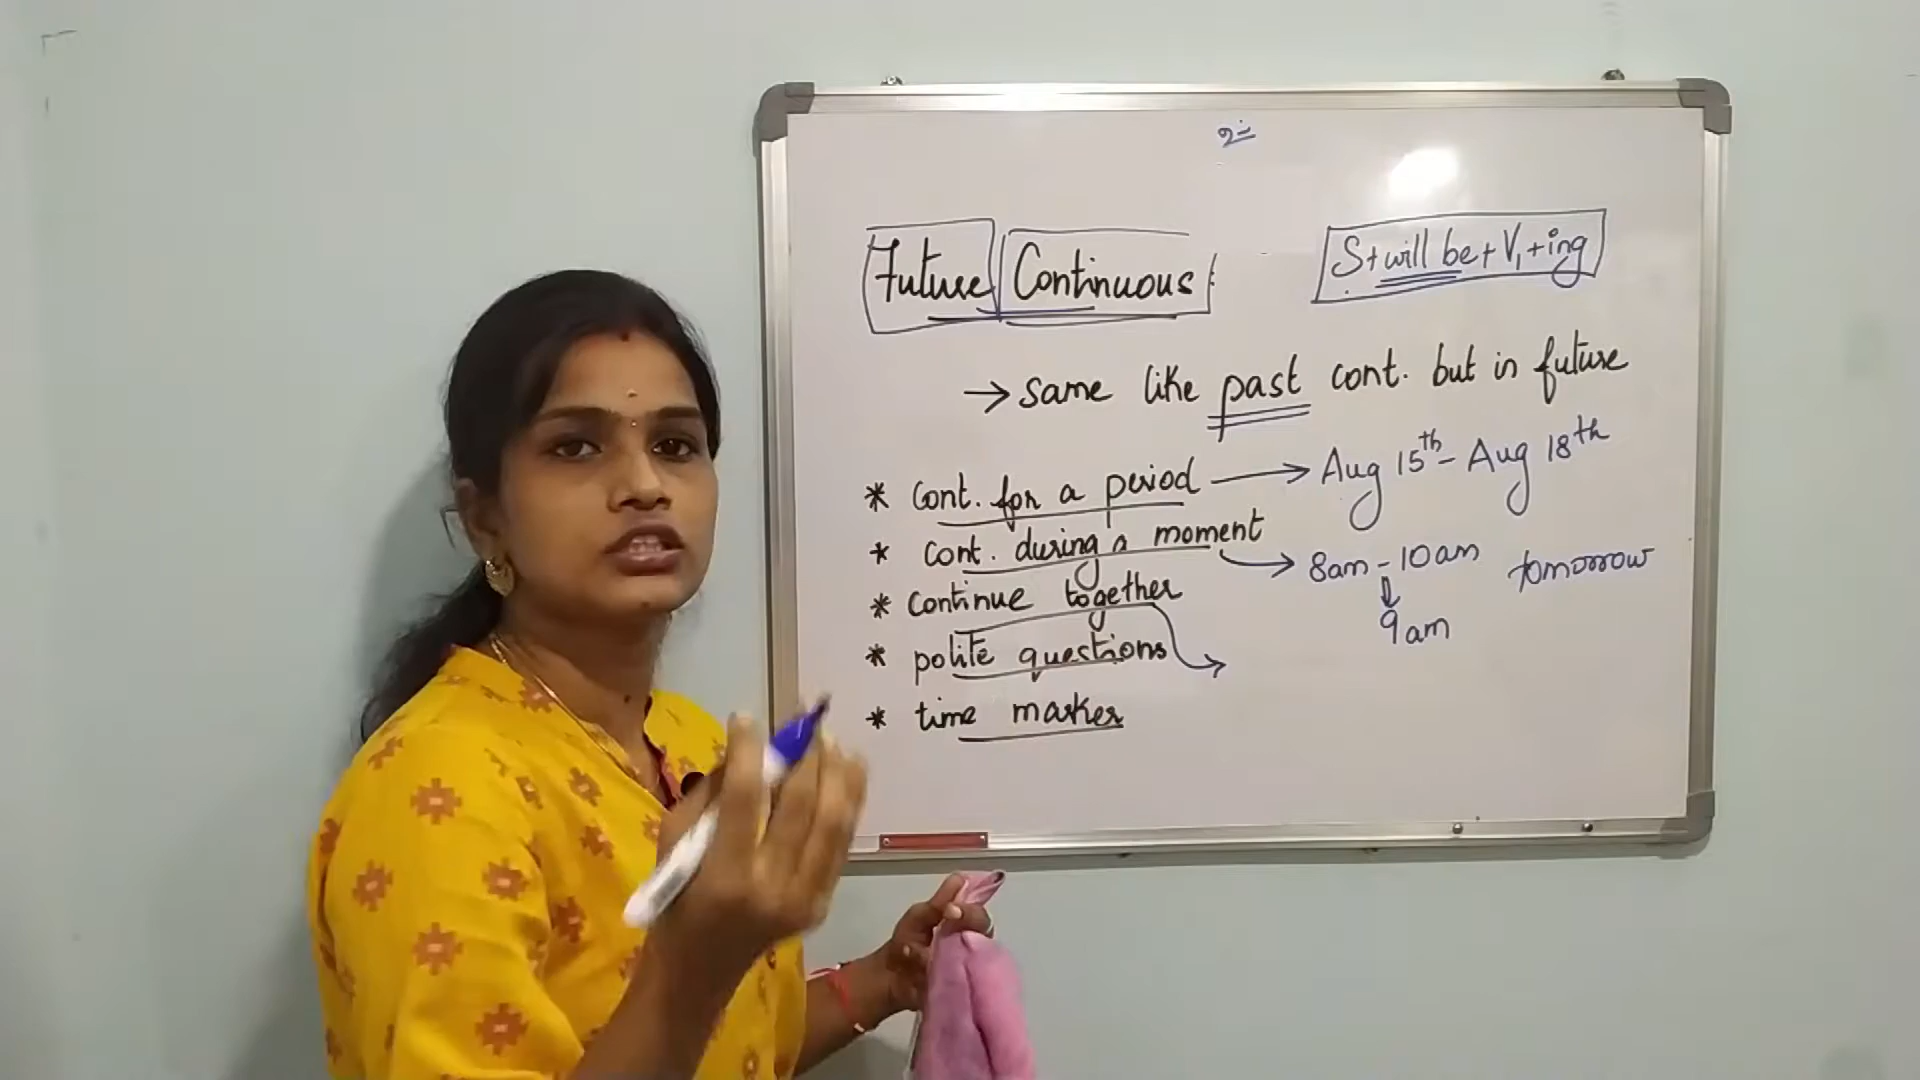 Future Continuous:
S+will be+V₁+ing
→ same like past cont. but in future
* Cont. for a period → Aug 15th - Aug 18th
* cont. during a moment → 8am - 10am tomorrow
9am
* continue together →
* polite questions
* time marker